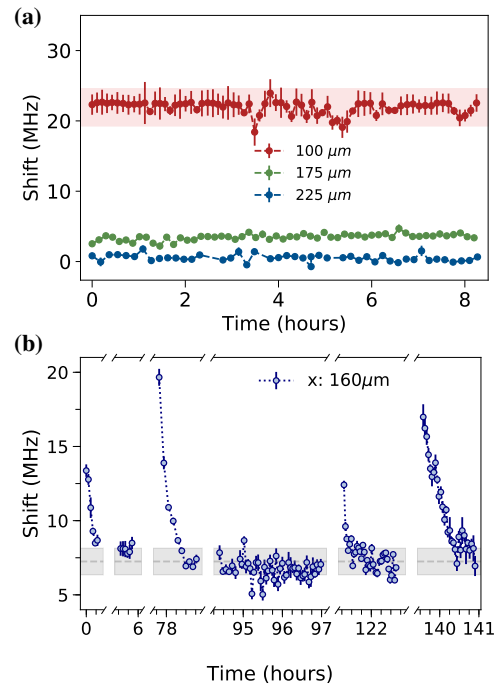 (a)
30
20
10
0
Shift (MHz)
100 μm
175 μm
225 μm
0 2 4 6 8
Time (hours)
(b)
20
15
10
5
Shift (MHz)
x: 160μm
0 6 78 95 96 97 122 140 141
Time (hours)